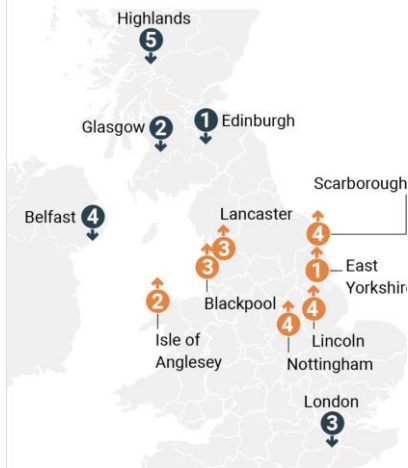 Highlands
5
Glasgow 2
1 Edinburgh
Scarborough
4
Belfast 4
Lancaster
3
3
Blackpool
1
East
Yorkshire
2
Isle of
Anglesey
4
Lincoln
4
Nottingham
London
3